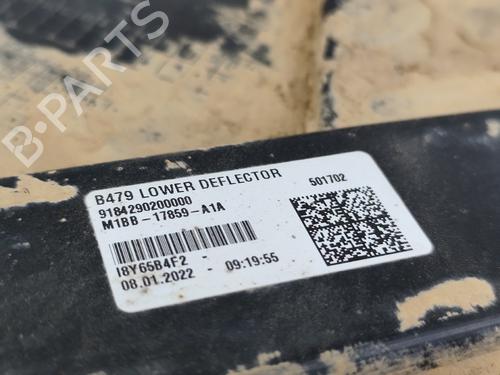 B-PARTS
B479 LOWER DEFLECTOR
9184290200000
501702
M1BB-17859-A1A
I8Y65B4F2 -
08.01.2022 - 09:19:55